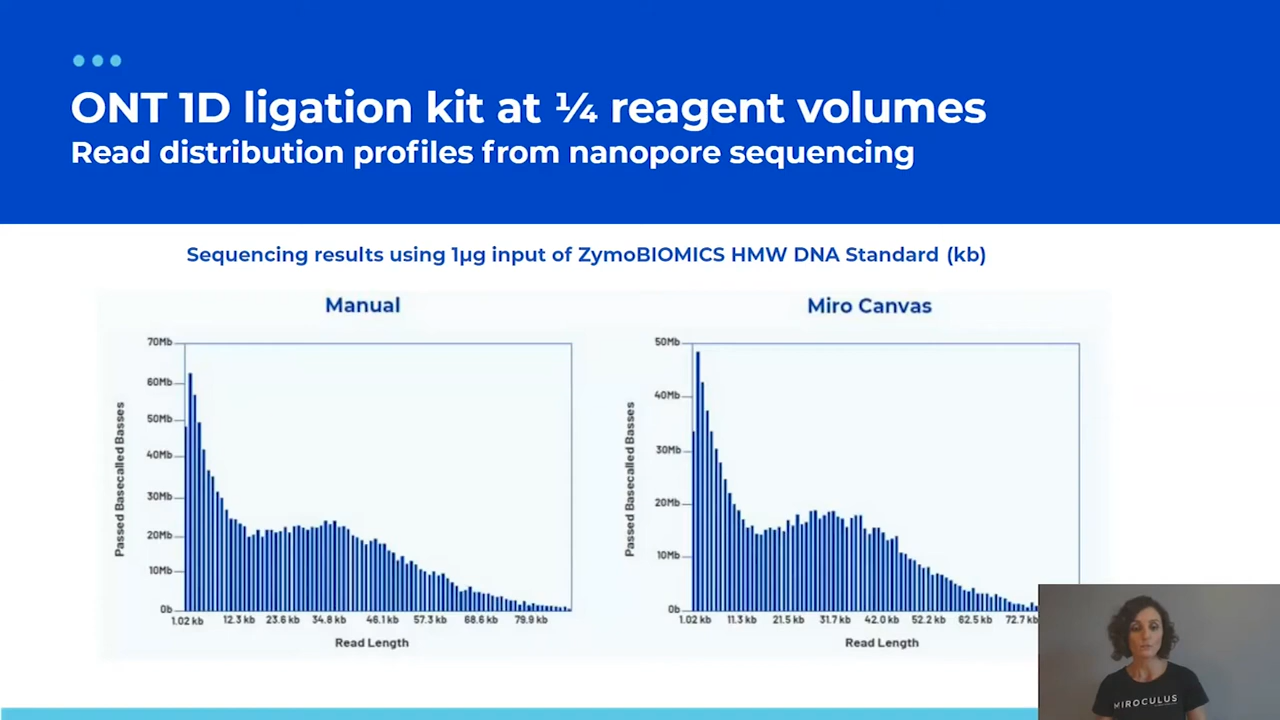 ONT 1D ligation kit at ¼ reagent volumes
Read distribution profiles from nanopore sequencing
Sequencing results using 1µg input of ZymoBIOMICS HMW DNA Standard (kb)
Manual
Passed Basecalled Basses
70Mb
60Mb
50Mb
40Mb
30Mb
20Mb
10Mb
0b
1.02 kb 12.3 kb 23.6 kb 34.8 kb 46.1 kb 57.3 kb 68.6 kb 79.9 kb
Read Length
Miro Canvas
Passed Basecalled Basses
50Mb
40Mb
30Mb
20Mb
10Mb
0b
1.02 kb 11.3 kb 21.5 kb 31.7 kb 42.0 kb 52.2 kb 62.5 kb 72.7 kb
Read Length
MIROCULUS